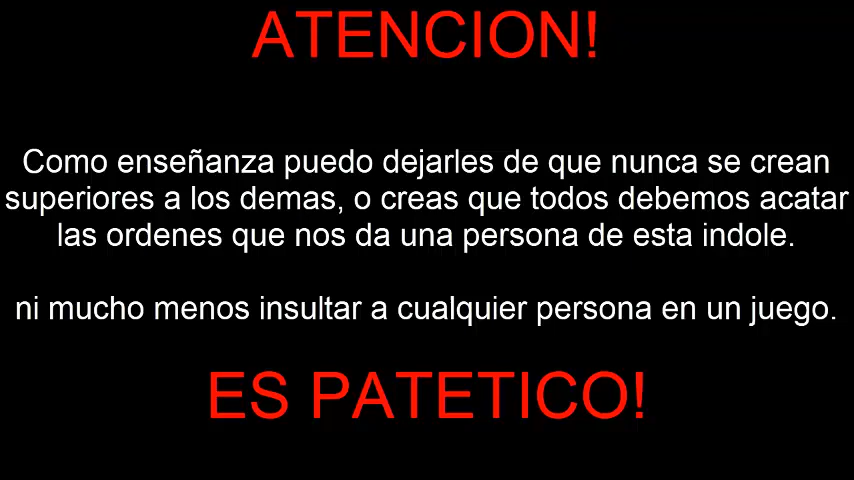 ATENCION!
Como enseñanza puedo dejarles de que nunca se crean
superiores a los demas, o creas que todos debemos acatar
las ordenes que nos da una persona de esta indole.
ni mucho menos insultar a cualquier persona en un juego.
ES PATETICO!